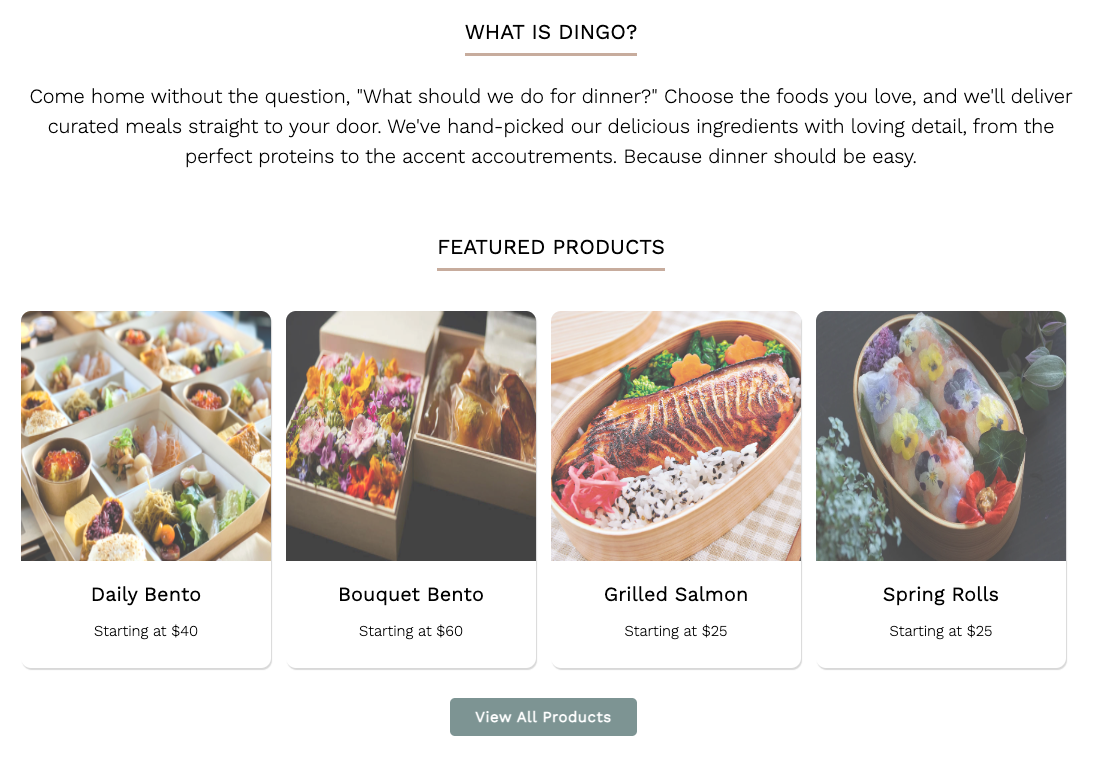 WHAT IS DINGO?
Come home without the question, "What should we do for dinner?" Choose the foods you love, and we'll deliver
curated meals straight to your door. We've hand-picked our delicious ingredients with loving detail, from the
perfect proteins to the accent accoutrements. Because dinner should be easy.
FEATURED PRODUCTS
Daily Bento
Starting at $40
Bouquet Bento
Starting at $60
Grilled Salmon
Starting at $25
Spring Rolls
Starting at $25
View All Products